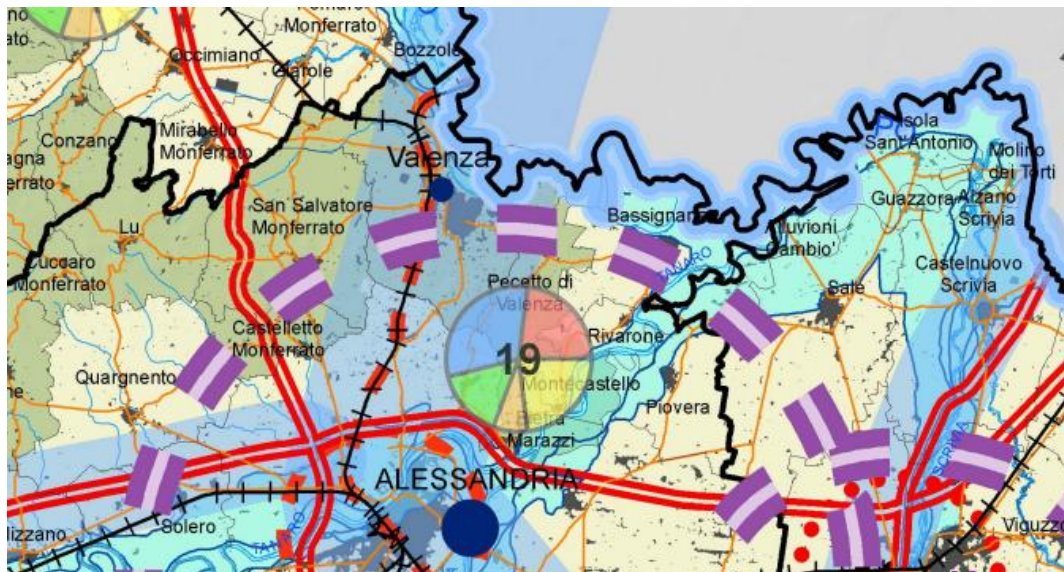 Monferrato
Bozzole
Occimiano
Giarole
Conzano
Mirabello
Monferrato
Valenza
Isola
Sant'Antonio
Molino
dei Torti
Guazzora
Alzano
Scrivia
Lu
San Salvatore
Monferrato
Bassignana
Alluvioni
Cambio'
Cuccaro
Monferrato
TANARO
Castelnuovo
Scrivia
Pecetto di
Valenza
Sale
Castelletto
Monferrato
Rivarone
19
Quargnento
Montecastello
Piovera
Pietra
Marazzi
ALESSANDRIA
SCRIVIA
Solero
TANARO